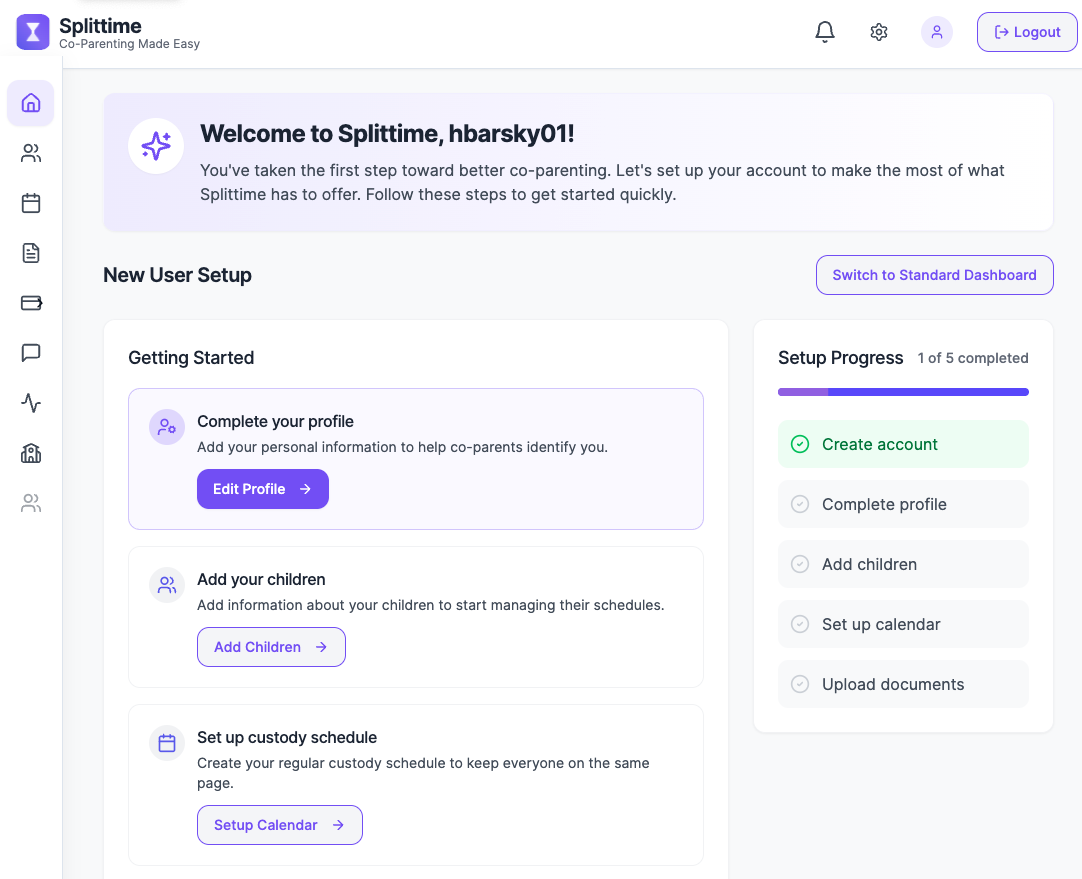 Splittime
Co-Parenting Made Easy
Logout
Welcome to Splittime, hbarsky01!
You've taken the first step toward better co-parenting. Let's set up your account to make the most of what
Splittime has to offer. Follow these steps to get started quickly.
New User Setup
Switch to Standard Dashboard
Getting Started
Complete your profile
Add your personal information to help co-parents identify you.
Edit Profile
Add your children
Add information about your children to start managing their schedules.
Add Children
Set up custody schedule
Create your regular custody schedule to keep everyone on the same
page.
Setup Calendar
Setup Progress
1 of 5 completed
Create account
Complete profile
Add children
Set up calendar
Upload documents